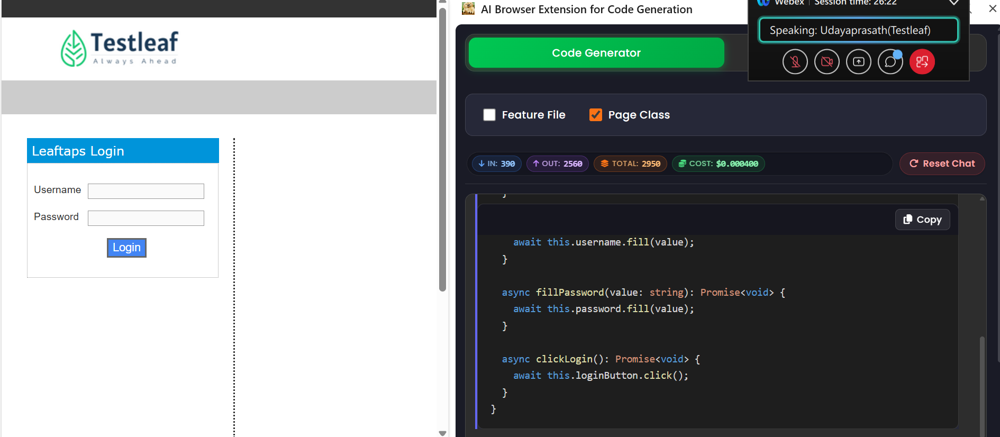 Testleaf
Always Ahead
Leaftaps Login
Username
Password
Login
AI Browser Extension for Code Generation
Webex | Session time: 26:22
Speaking: Udayaprasath(Testleaf)
Code Generator
Feature File
Page Class
IN: 390
OUT: 2560
TOTAL: 2950
COST: $0.000400
Reset Chat
}
Copy
await this.username.fill(value);
}
async fillPassword(value: string): Promise<void> {
await this.password.fill(value);
}
async clickLogin(): Promise<void> {
await this.loginButton.click();
}
}